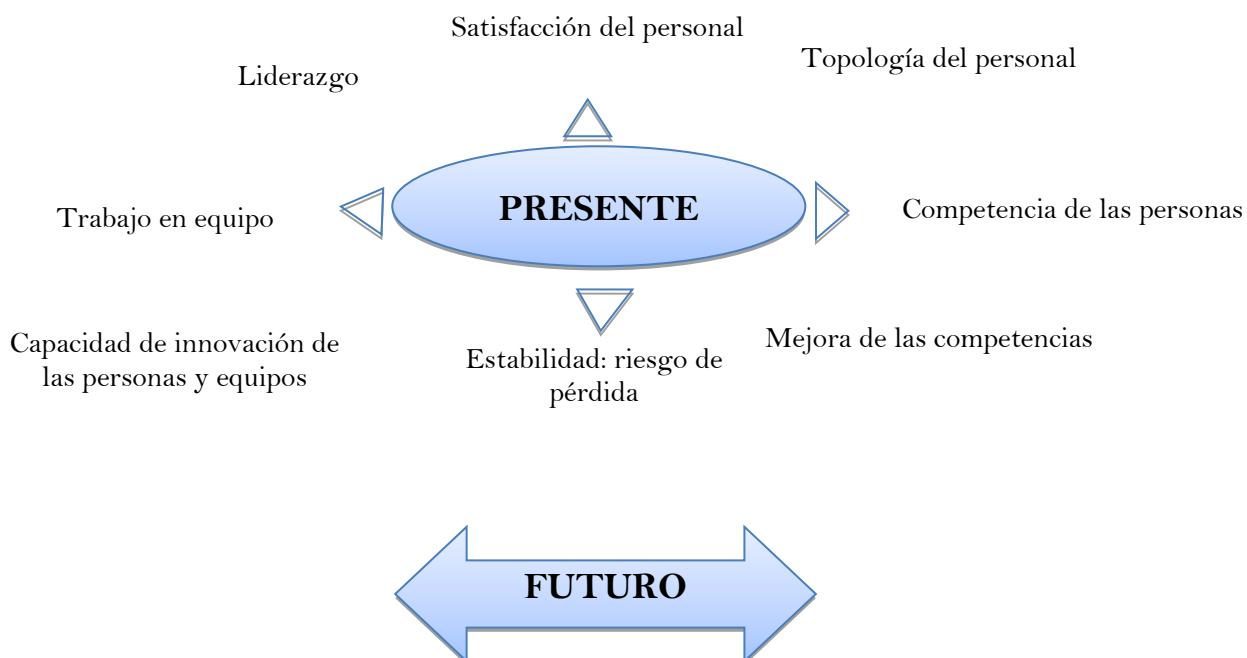 Satisfacción del personal
Topología del personal
Liderazgo
PRESENTE
Trabajo en equipo
Competencia de las personas
Capacidad de innovación de
las personas y equipos
Estabilidad: riesgo de
pérdida
Mejora de las competencias
FUTURO